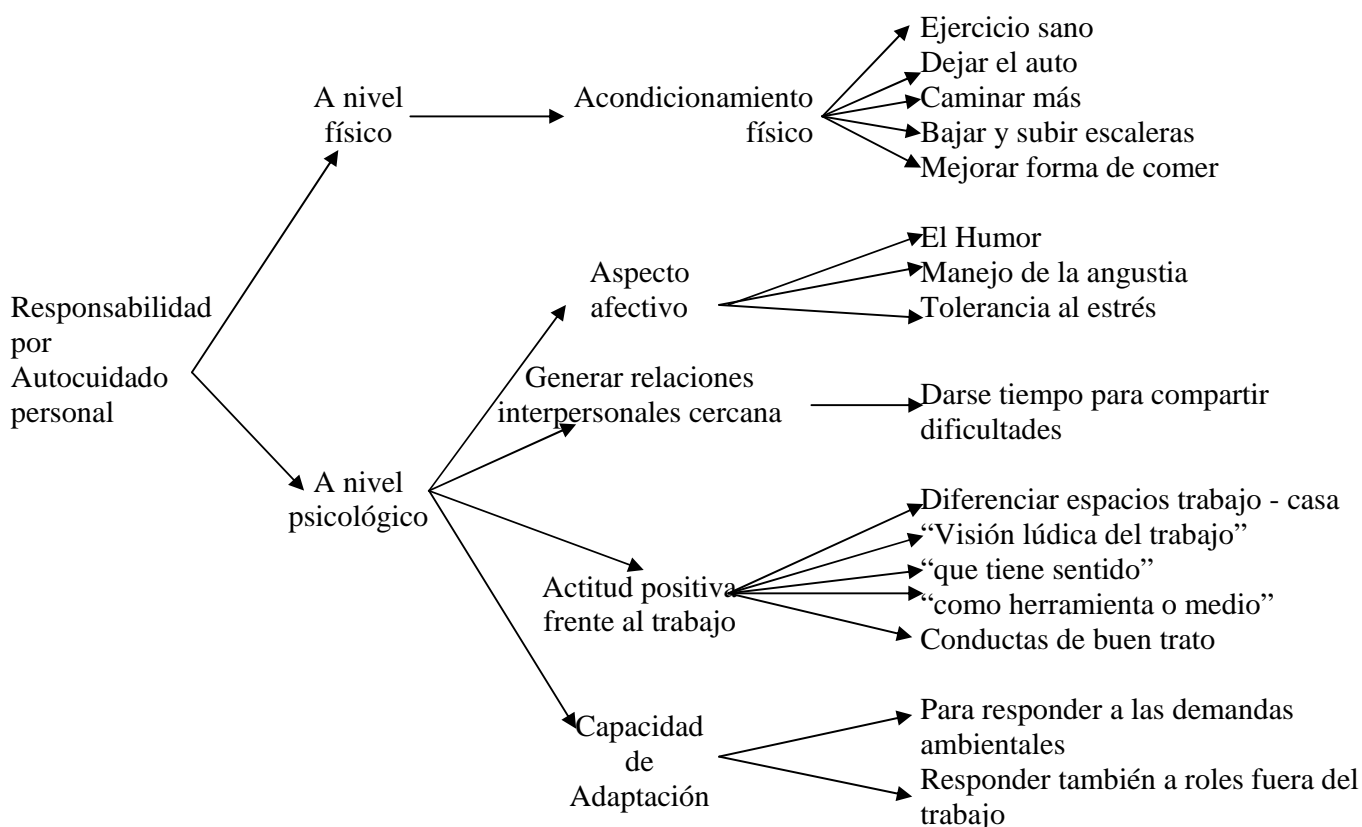 Responsabilidad
por
Autocuidado
personal
A nivel
físico
Acondicionamiento
físico
Ejercicio sano
Dejar el auto
Caminar más
Bajar y subir escaleras
Mejorar forma de comer
A nivel
psicológico
Aspecto
afectivo
El Humor
Manejo de la angustia
Tolerancia al estrés
Generar relaciones
interpersonales cercana
Darse tiempo para compartir
dificultades
Actitud positiva
frente al trabajo
Diferenciar espacios trabajo - casa
“Visión lúdica del trabajo”
“que tiene sentido”
“como herramienta o medio”
Conductas de buen trato
Capacidad
de
Adaptación
Para responder a las demandas
ambientales
Responder también a roles fuera del
trabajo